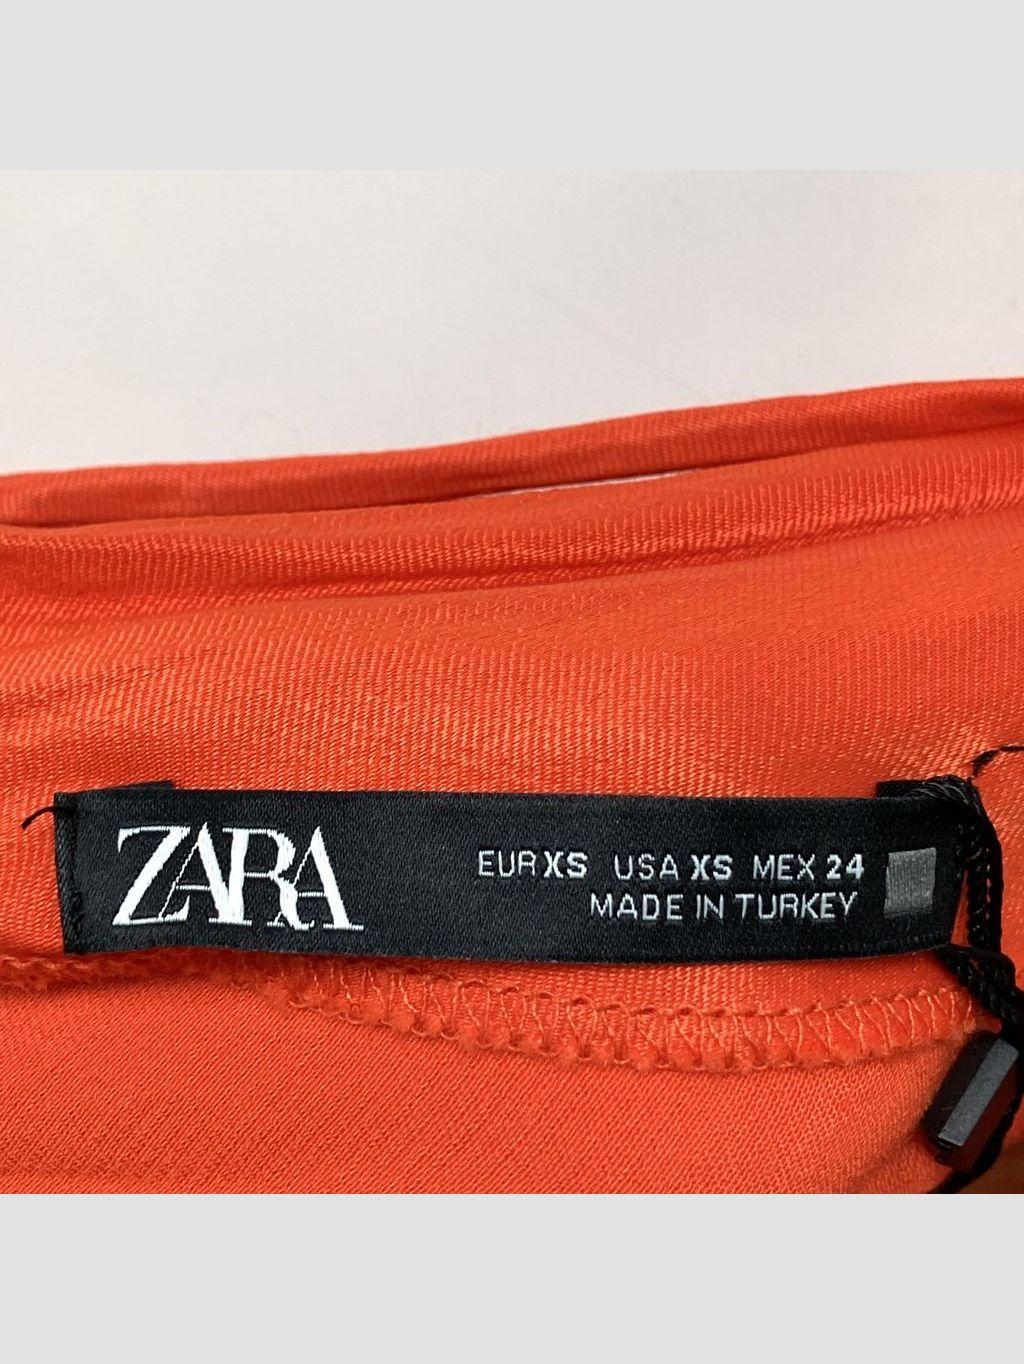 ZARA
EUR XS USA XS MEX 24
MADE IN TURKEY